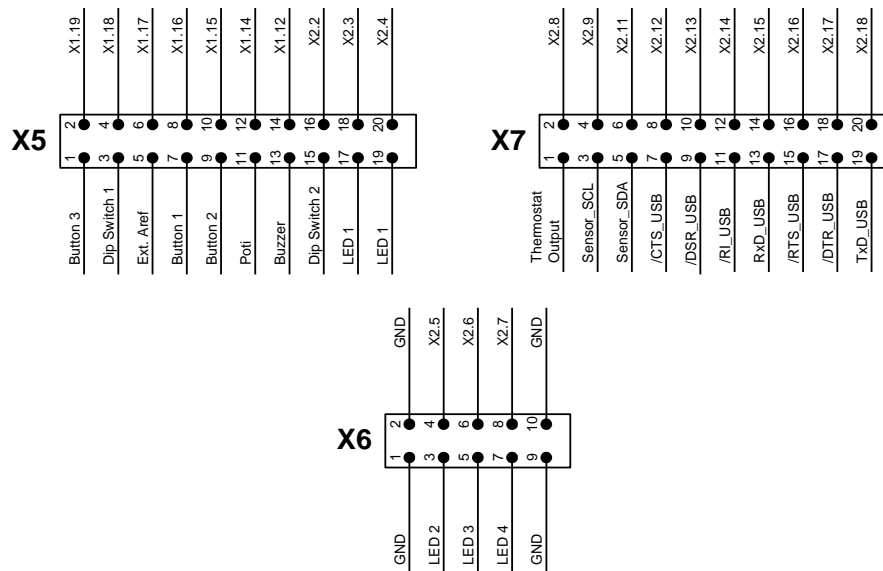 X1.19 X1.18 X1.17 X1.16 X1.15 X1.14 X1.12 X2.2 X2.3 X2.4
X5
2 4 6 8 10 12 14 16 18 20
1 3 5 7 9 11 13 15 17 19
Button 3 Dip Switch 1 Ext. Aref Button 1 Button 2 Poti Buzzer Dip Switch 2 LED 1 LED 1
X2.8 X2.9 X2.11 X2.12 X2.13 X2.14 X2.15 X2.16 X2.17 X2.18
X7
2 4 6 8 10 12 14 16 18 20
1 3 5 7 9 11 13 15 17 19
Thermostat
Output
Sensor_SCL Sensor_SDA /CTS_USB /DSR_USB /RI_USB RxD_USB /RTS_USB /DTR_USB TxD_USB
GND X2.5 X2.6 X2.7 GND
X6
2 4 6 8 10
1 3 5 7 9
GND LED 2 LED 3 LED 4 GND